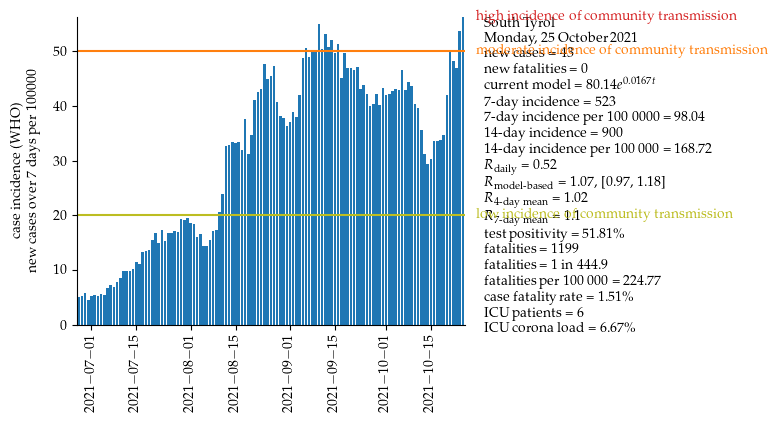 high incidence of community transmission
South Tyrol
Monday, 25 October 2021
moderate incidence of community transmission
new cases = 43
new fatalities = 0
current model = 80.14e^0.0167t
7-day incidence = 523
7-day incidence per 100 0000 = 98.04
14-day incidence = 900
14-day incidence per 100 000 = 168.72
R_daily = 0.52
R_model-based = 1.07, [0.97, 1.18]
R_4-day mean = 1.02
R_7-day mean = 1.1
low incidence of community transmission
test positivity = 51.81%
fatalities = 1199
fatalities = 1 in 444.9
fatalities per 100 000 = 224.77
case fatality rate = 1.51%
ICU patients = 6
ICU corona load = 6.67%
case incidence (WHO)
new cases over 7 days per 100000
50
40
30
20
10
0
2021−07−01
2021−07−15
2021−08−01
2021−08−15
2021−09−01
2021−09−15
2021−10−01
2021−10−15